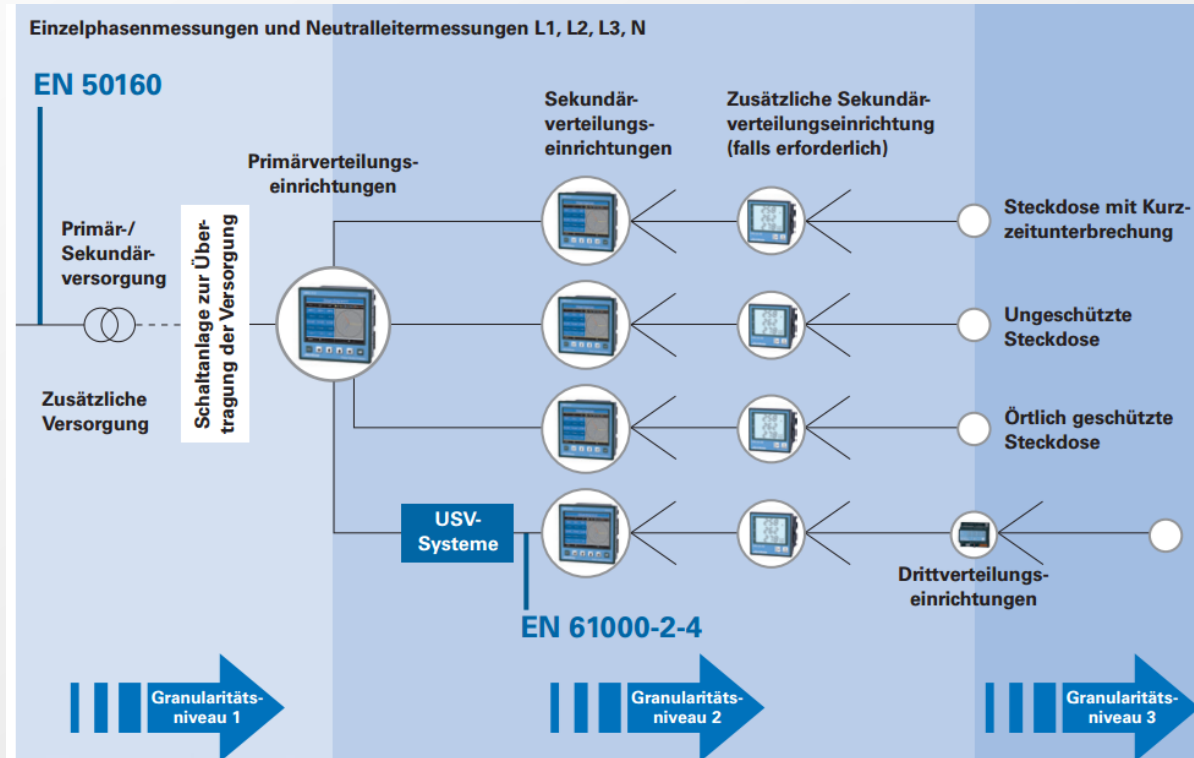 Einzelphasenmessungen und Neutralleitermessungen L1, L2, L3, N
EN 50160
Primär-/
Sekundär-
versorgung
Zusätzliche
Versorgung
Schaltanlage zur Über-
tragung der Versorgung
Primärverteilungs-
einrichtungen
Sekundär-
verteilungs-
einrichtungen
Zusätzliche Sekundär-
verteilungseinrichtung
(falls erforderlich)
Steckdose mit Kurz-
zeitunterbrechung
Ungeschützte
Steckdose
Örtlich geschützte
Steckdose
USV-
Systeme
EN 61000-2-4
Drittverteilungs-
einrichtungen
Granularitäts-
niveau 1
Granularitäts-
niveau 2
Granularitäts-
niveau 3